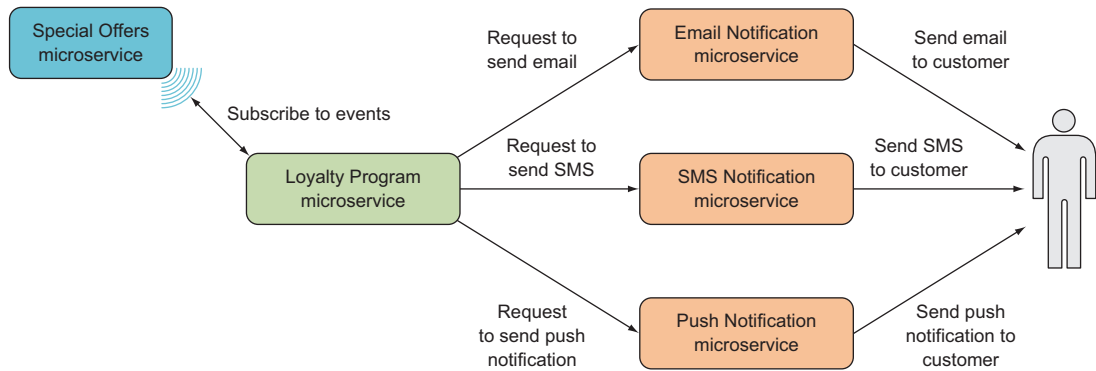 Special Offers
microservice
Subscribe to events
Loyalty Program
microservice
Request to
send email
Email Notification
microservice
Send email
to customer
Request to
send SMS
SMS Notification
microservice
Send SMS
to customer
Request
to send push
notification
Push Notification
microservice
Send push
notification to
customer